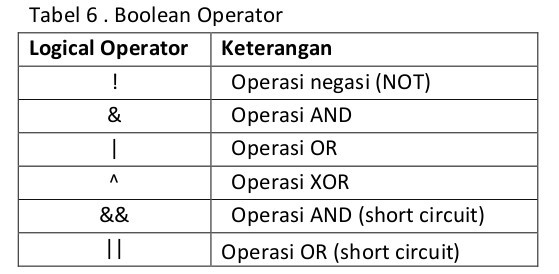 Tabel 6 . Boolean Operator
Logical Operator Keterangan
! Operasi negasi (NOT)
& Operasi AND
| Operasi OR
^ Operasi XOR
&& Operasi AND (short circuit)
|| Operasi OR (short circuit)